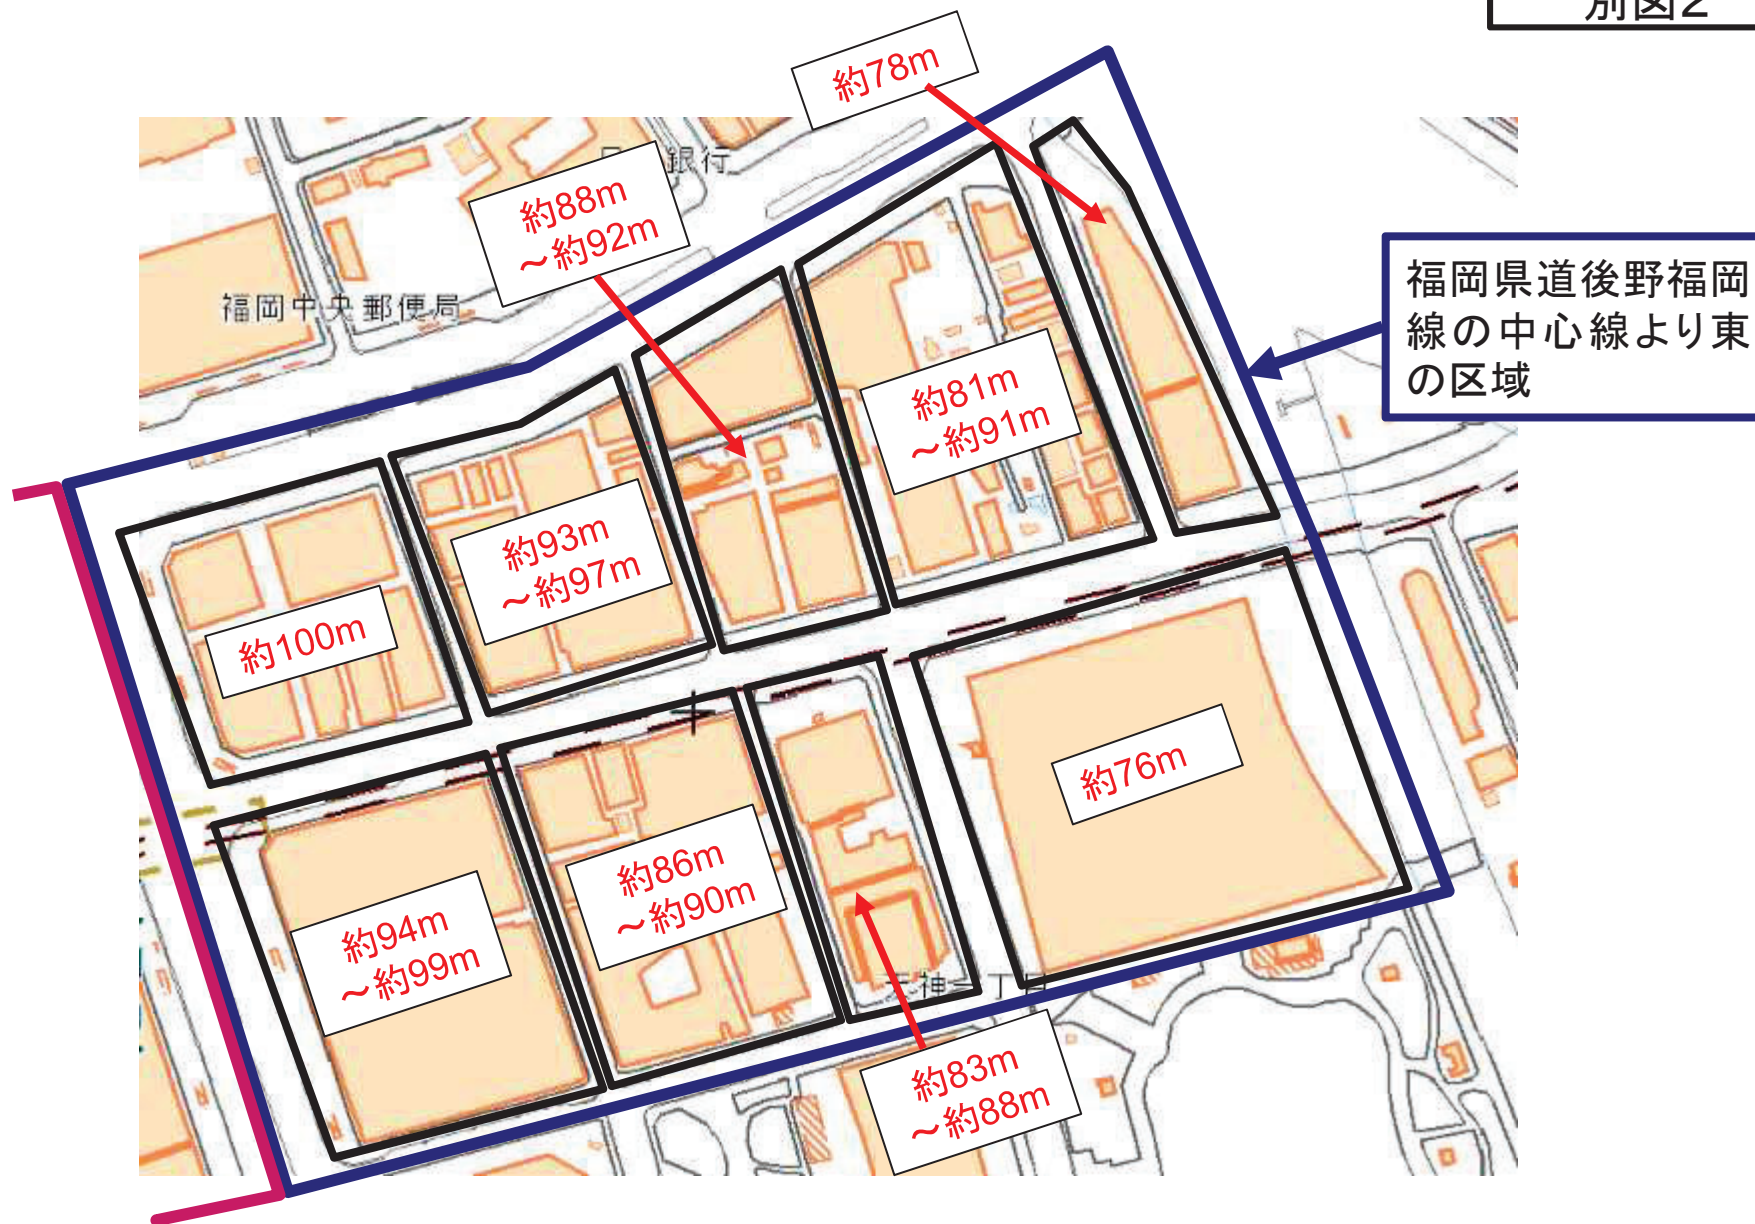 別図2
約78m
銀行
約88m
～約92m
福岡中央郵便局
福岡県道後野福岡
線の中心線より東
の区域
約81m
～約91m
約93m
～約97m
約100m
約76m
約86m
～約90m
約94m
～約99m
天神一丁目
約83m
～約88m